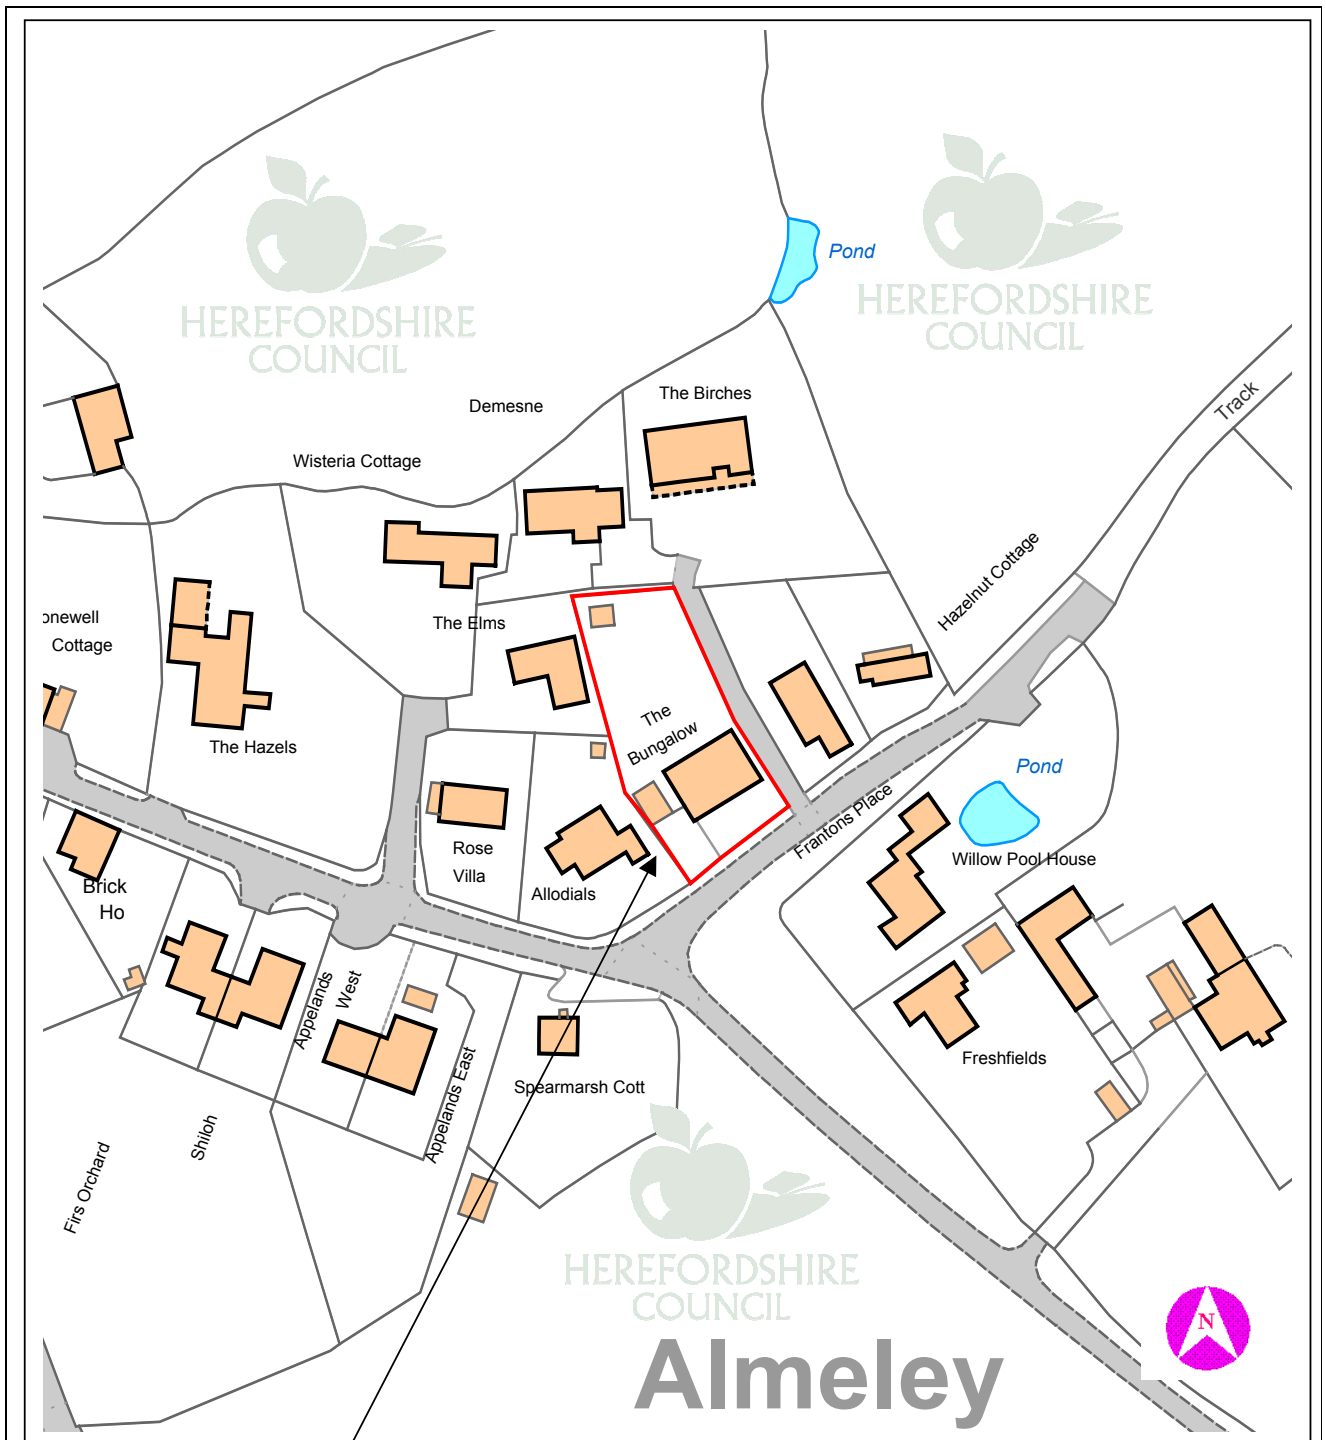 Pond
HEREFORDSHIRE
COUNCIL
HEREFORDSHIRE
COUNCIL
Track
The Birches
Demesne
Wisteria Cottage
Hazelnut Cottage
onewell
Cottage
The Elms
The Hazels
The
Bungalow
Pond
Frantons Place
Willow Pool House
Rose
Villa
Allodials
Brick
Ho
Appelands
West
Appelands East
Spearmarsh Cott
Freshfields
Shiloh
Firs Orchard
HEREFORDSHIRE
COUNCIL
N
Almeley